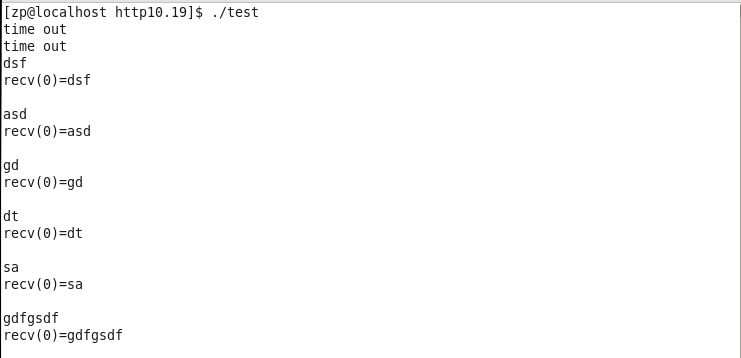 [zp@localhost http10.19]$ ./test
time out
time out
dsf
recv(0)=dsf
asd
recv(0)=asd
gd
recv(0)=gd
dt
recv(0)=dt
sa
recv(0)=sa
gdfgsdf
recv(0)=gdfgsdf